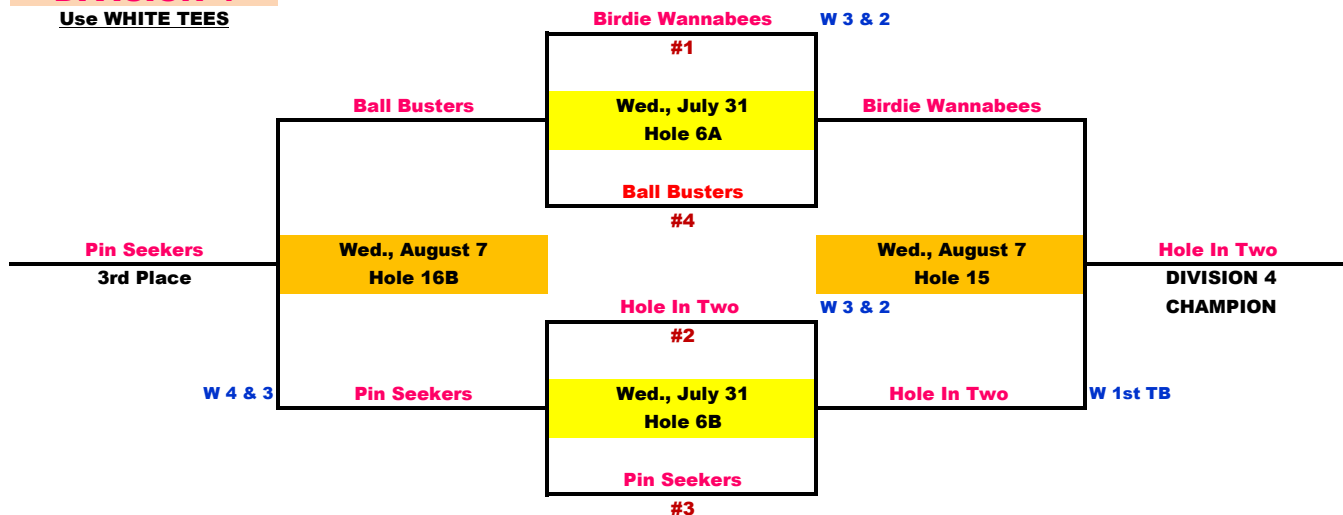 Use WHITE TEES
Birdie Wannabees W 3 & 2
#1
Ball Busters Wed., July 31 Birdie Wannabees
Hole 6A
Ball Busters
#4
Pin Seekers Wed., August 7 Wed., August 7 Hole In Two
3rd Place Hole 16B Hole 15 DIVISION 4
Hole In Two W 3 & 2 CHAMPION
#2
W 4 & 3 Pin Seekers Wed., July 31 Hole In Two W 1st TB
Hole 6B
Pin Seekers
#3